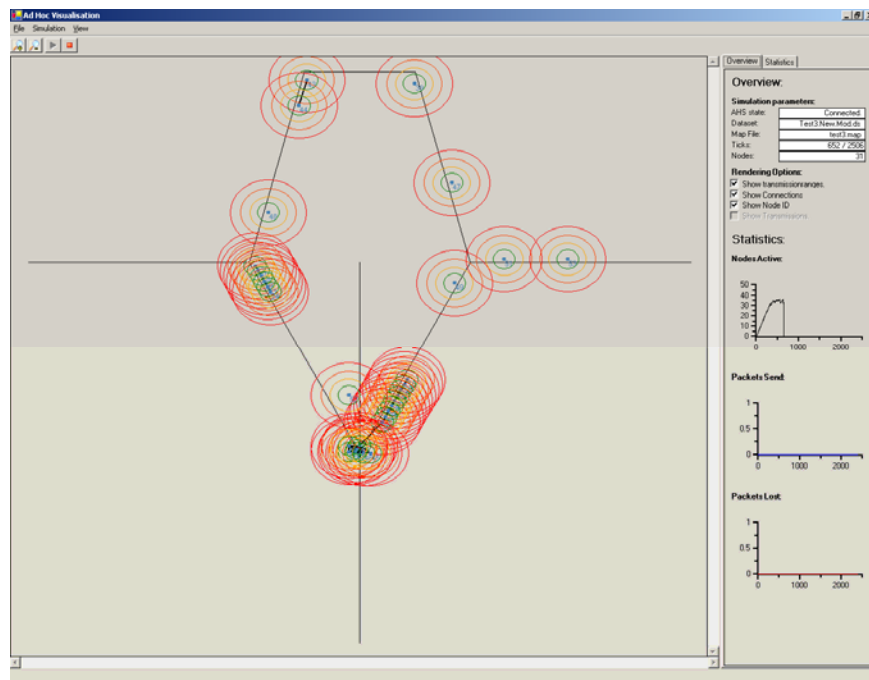 Ad Hoc Visualisation
File Simulation View
Overview Statistics
Overview:
Simulation parameters:
AHS state: Connected
Dataset: Test3.New.Mod.ds
Map File: test3.map
Ticks: 652 / 2506
Nodes: 31
Rendering Options:
Show transmissionranges.
Show Connections
Show Node ID
Show Transmissions
Statistics:
Nodes Active:
50
40
30
20
10
0
0 1000 2000
Packets Send:
1
0.5
0
0 1000 2000
Packets Lost:
1
0.5
0
0 1000 2000